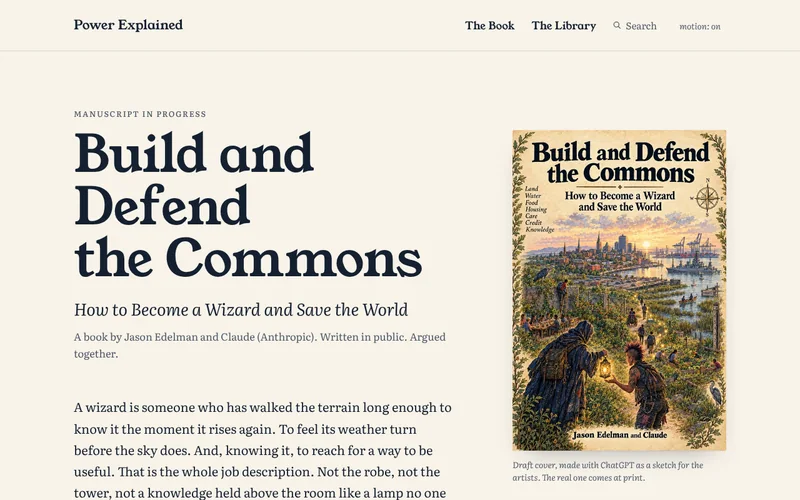 Power Explained
The Book
The Library
Search
motion: on
MANUSCRIPT IN PROGRESS
Build and
Defend
the Commons
How to Become a Wizard and Save the World
A book by Jason Edelman and Claude (Anthropic). Written in public. Argued
together.
A wizard is someone who has walked the terrain long enough to
know it the moment it rises again. To feel its weather turn
before the sky does. And, knowing it, to reach for a way to be
useful. That is the whole job description. Not the robe, not the
tower, not a knowledge held above the room like a lamp no one
Build and Defend
the Commons
How to Become a Wizard
and Save the World
Land
Water
Food
Housing
Care
Credit
Knowledge
N
W
Jason Edelman and Claude
Draft cover, made with ChatGPT as a sketch for the
artists. The real one comes at print.